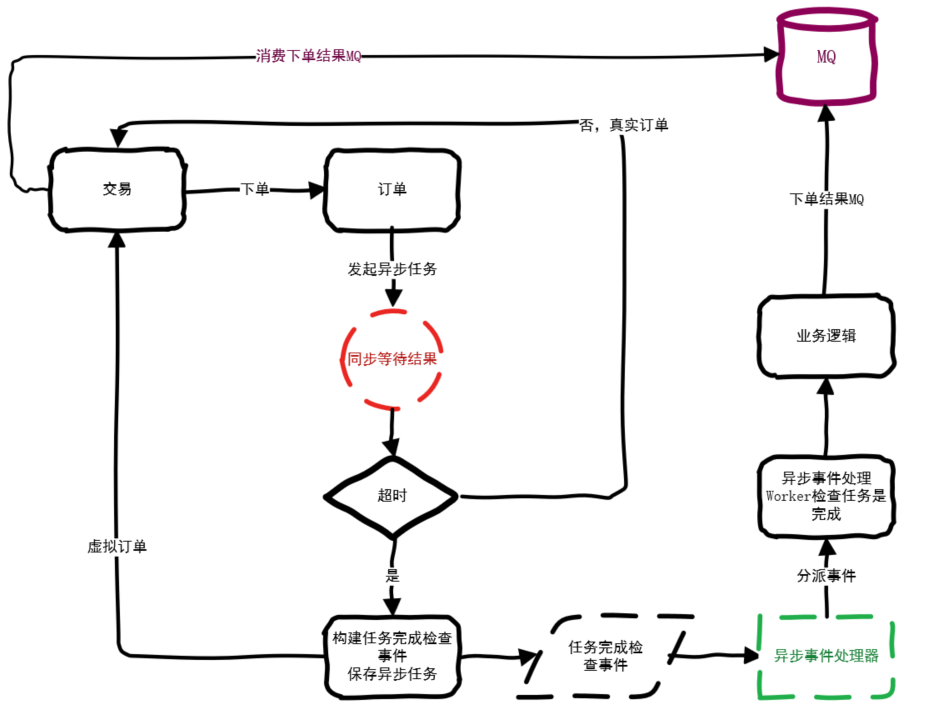 消费下单结果MQ
MQ
否，真实订单
交易
下单
订单
下单结果MQ
发起异步任务
业务逻辑
同步等待结果
超时
异步事件处理
Worker检查任务是
完成
虚拟订单
是
分派事件
构建任务完成检查
事件
保存异步任务
任务完成检
查事件
异步事件处理器